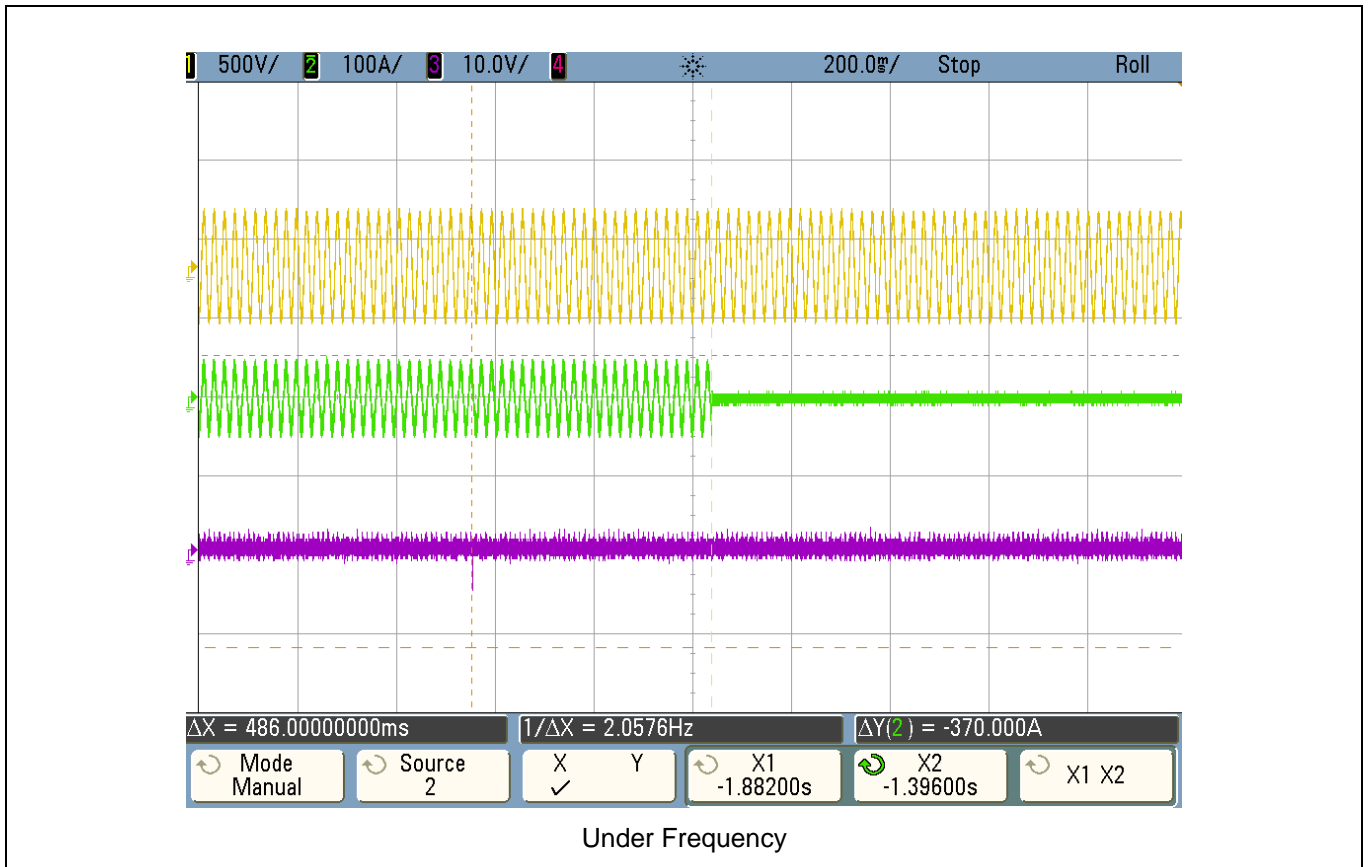 1 500V/ 2 100A/ 3 10.0V/ 4 200.0ms/ Stop Roll
ΔX = 486.00000000ms 1/ΔX = 2.0576Hz ΔY(2) = -370.000A
Mode Manual
Source 2
X Y ✓
X1 -1.88200s
X2 -1.39600s
X1 X2
Under Frequency